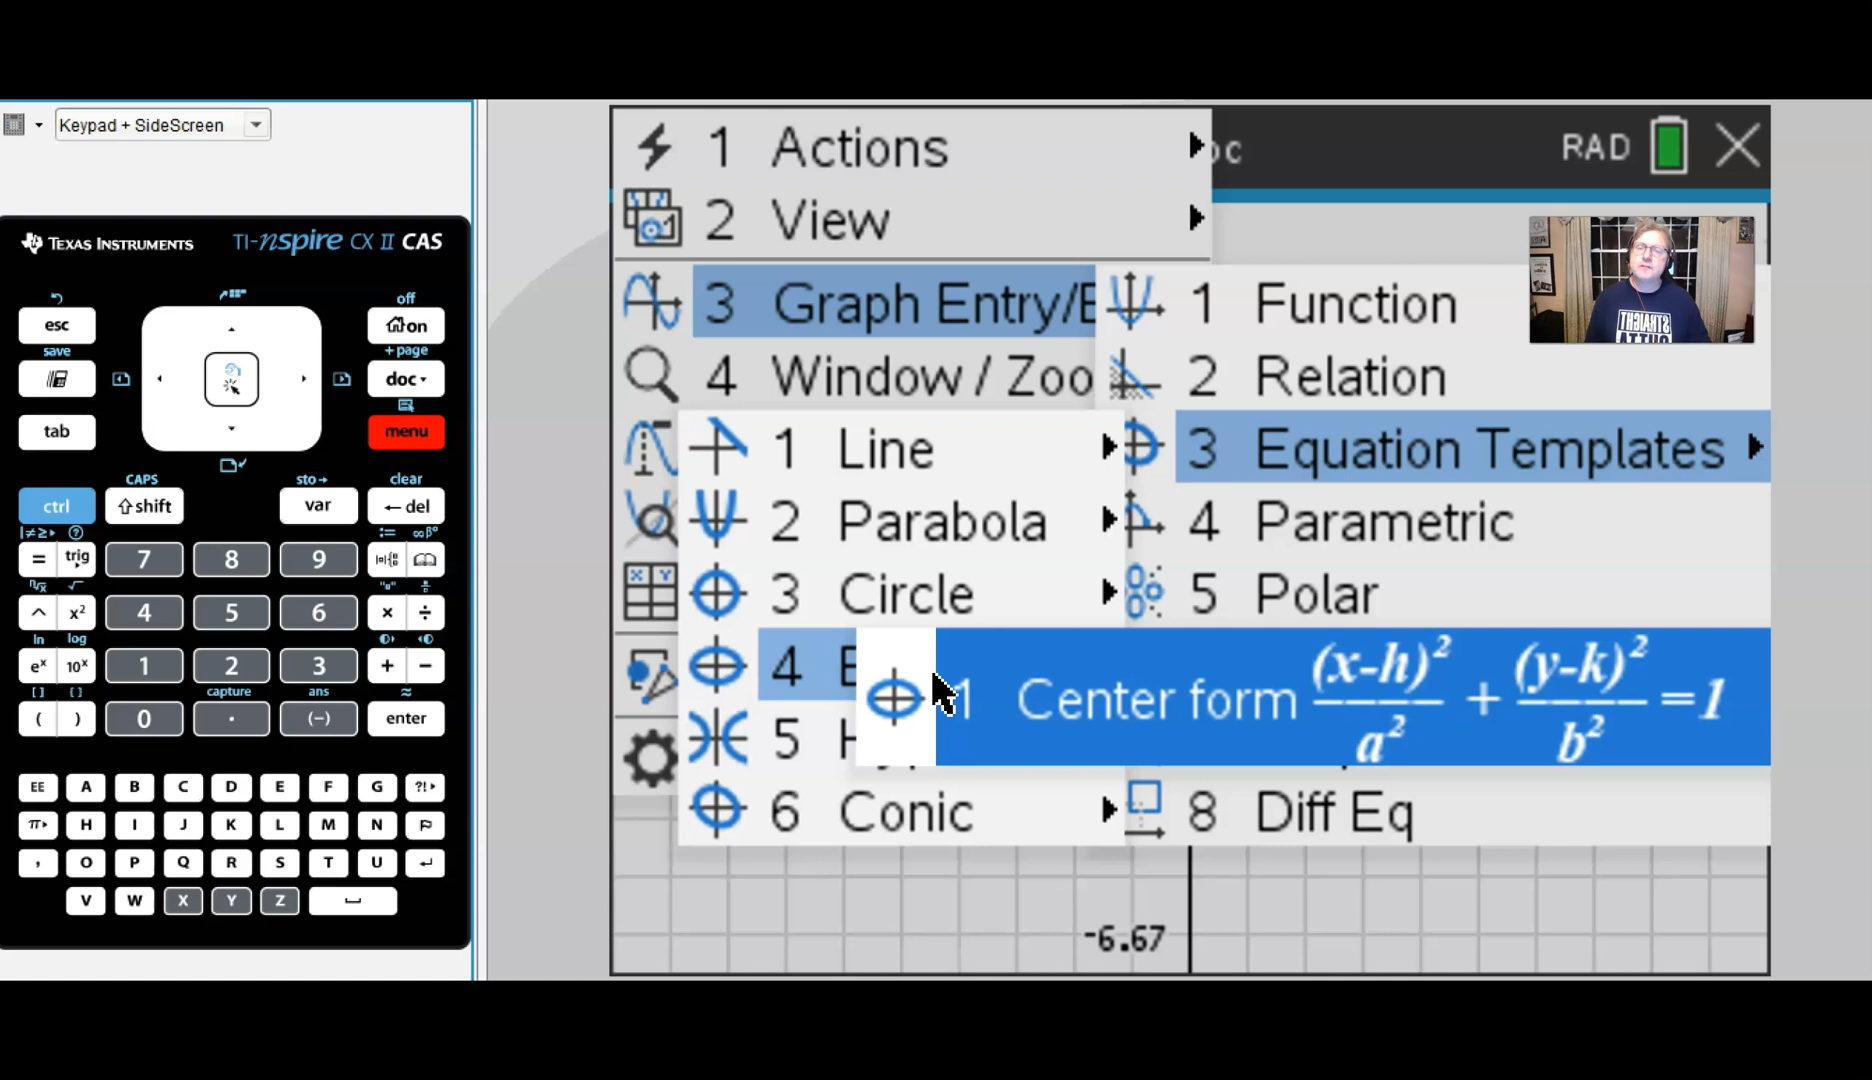 Keypad + SideScreen
TEXAS INSTRUMENTS TI-nspire CX II CAS
off
esc
on
save
+ page
doc
tab
menu
CAPS
sto→
clear
ctrl
shift
var
← del
|≠≥▸ ?
:= ∞β°
=
trig
7
8
9
|□|{
ⁿ√x √
"□"
^
x²
4
5
6
×
÷
ln
log
eˣ
10ˣ
1
2
3
+
−
[ ]
{ }
capture
ans
≈
(
)
0
.
(−)
enter
EE A B C D E F G ?!▸
π▸ H I J K L M N
, O P Q R S T U ↵
V W X Y Z
1 Actions
2 View
3 Graph Entry/E
4 Window / Zoo
oc
RAD
1 Function
2 Relation
3 Equation Templates
4 Parametric
5 Polar
8 Diff Eq
1 Line
2 Parabola
3 Circle
4 E
5 Hy
6 Conic
1 Center form (x-h)²/a² + (y-k)²/b² =1
X Y
-6.67
STRAIGHT
OUTTA